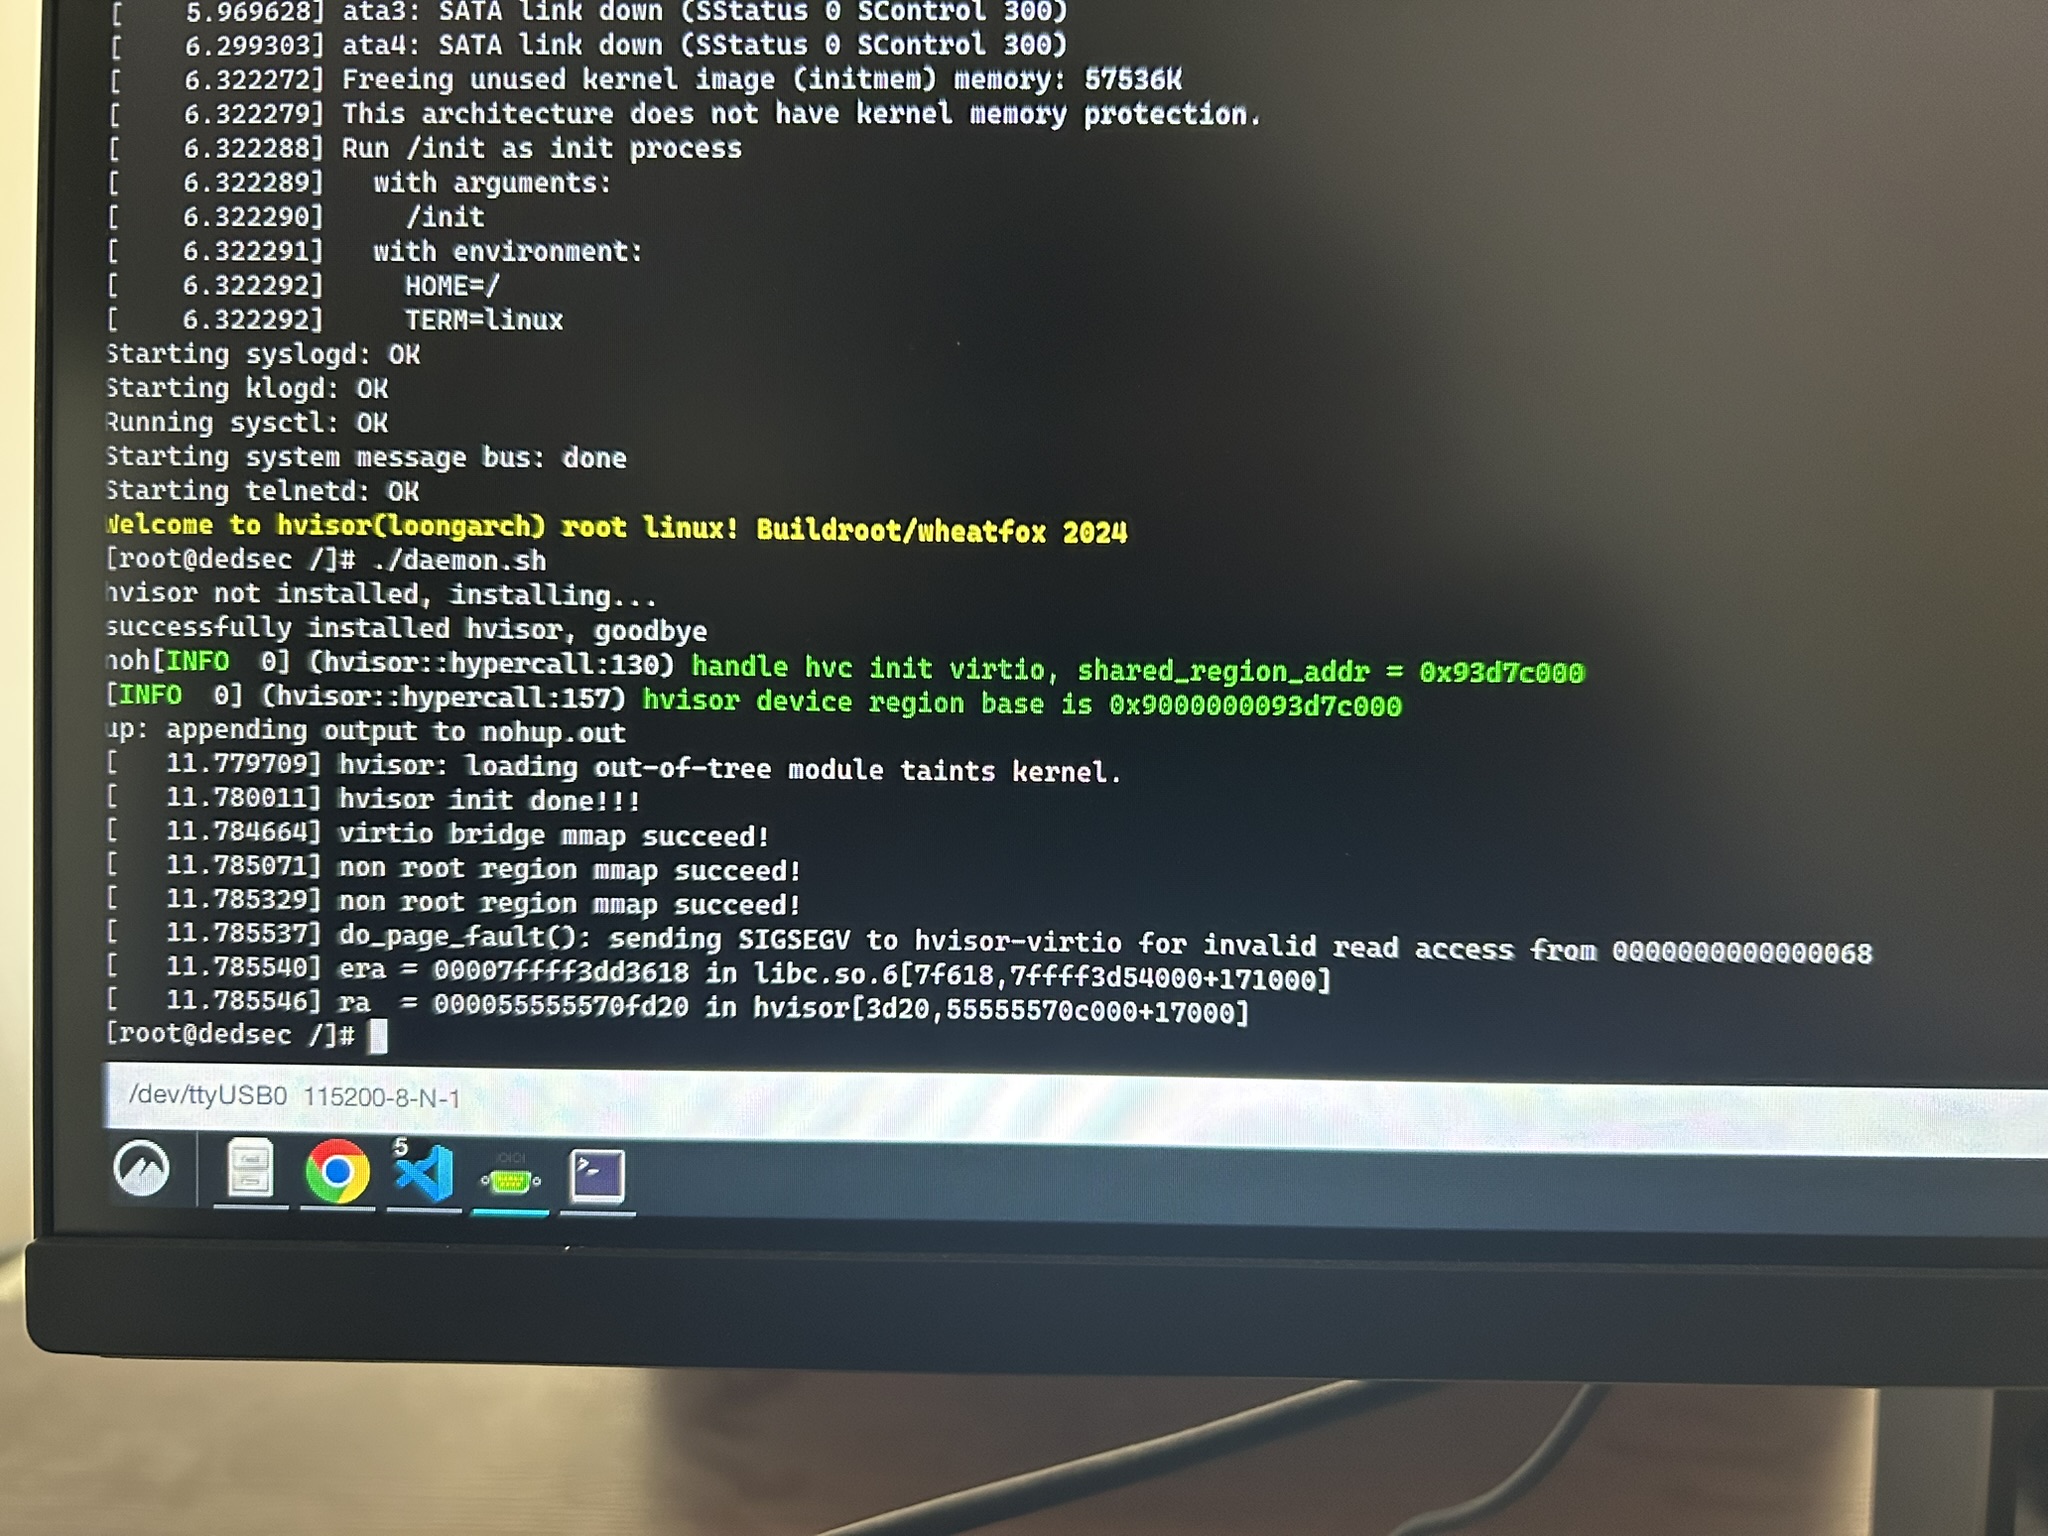 [    5.969628] ata3: SATA link down (SStatus 0 SControl 300)
[    6.299303] ata4: SATA link down (SStatus 0 SControl 300)
[    6.322272] Freeing unused kernel image (initmem) memory: 57536K
[    6.322279] This architecture does not have kernel memory protection.
[    6.322288] Run /init as init process
[    6.322289]   with arguments:
[    6.322290]     /init
[    6.322291]   with environment:
[    6.322292]     HOME=/
[    6.322292]     TERM=linux
Starting syslogd: OK
Starting klogd: OK
Running sysctl: OK
Starting system message bus: done
Starting telnetd: OK
Welcome to hvisor(loongarch) root linux! Buildroot/wheatfox 2024
[root@dedsec /]# ./daemon.sh
hvisor not installed, installing...
successfully installed hvisor, goodbye
noh[INFO  0] (hvisor::hypercall:130) handle hvc init virtio, shared_region_addr = 0x93d7c000
[INFO  0] (hvisor::hypercall:157) hvisor device region base is 0x9000000093d7c000
up: appending output to nohup.out
[   11.779709] hvisor: loading out-of-tree module taints kernel.
[   11.780011] hvisor init done!!!
[   11.784664] virtio bridge mmap succeed!
[   11.785071] non root region mmap succeed!
[   11.785329] non root region mmap succeed!
[   11.785537] do_page_fault(): sending SIGSEGV to hvisor-virtio for invalid read access from 0000000000000068
[   11.785540] era = 00007ffff3dd3618 in libc.so.6[7f618,7ffff3d54000+171000]
[   11.785546] ra  = 000055555570fd20 in hvisor[3d20,55555570c000+17000]
[root@dedsec /]#
/dev/ttyUSB0 115200-8-N-1
5